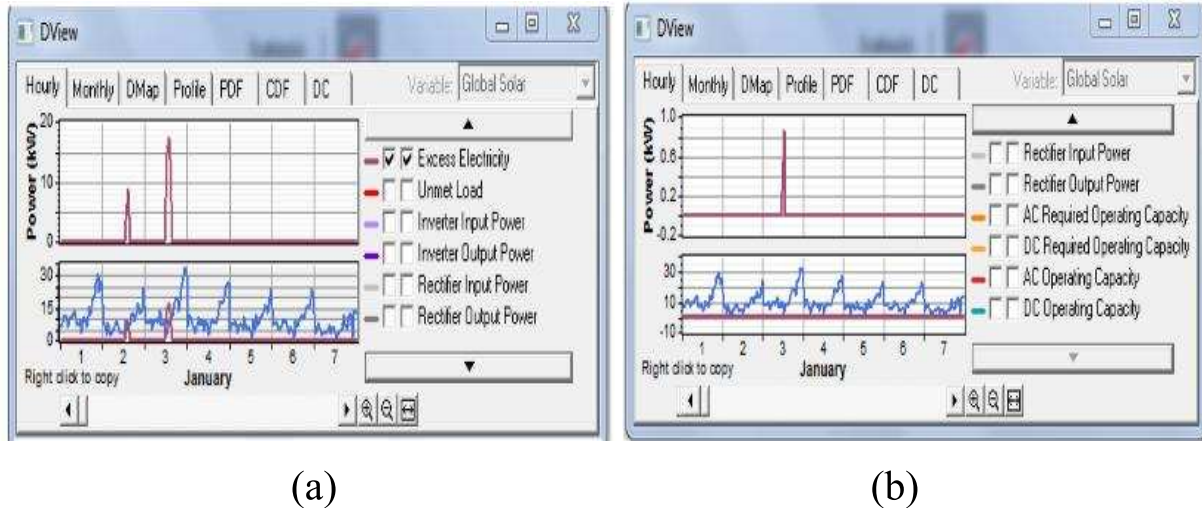 DView
Hourly Monthly DMap Profile PDF CDF DC Variable: Global Solar
20
10
0
Power (kW)
Excess Electricity
Unmet Load
Inverter Input Power
Inverter Output Power
Rectifier Input Power
Rectifier Output Power
30
15
0
1 2 3 4 5 6 7
January
Right click to copy
(a)
DView
Hourly Monthly DMap Profile PDF CDF DC Variable: Global Solar
1.0
0.6
0.2
-0.2
Power (kW)
Rectifier Input Power
Rectifier Output Power
AC Required Operating Capacity
DC Required Operating Capacity
AC Operating Capacity
DC Operating Capacity
30
10
-10
1 2 3 4 5 6 7
January
Right click to copy
(b)